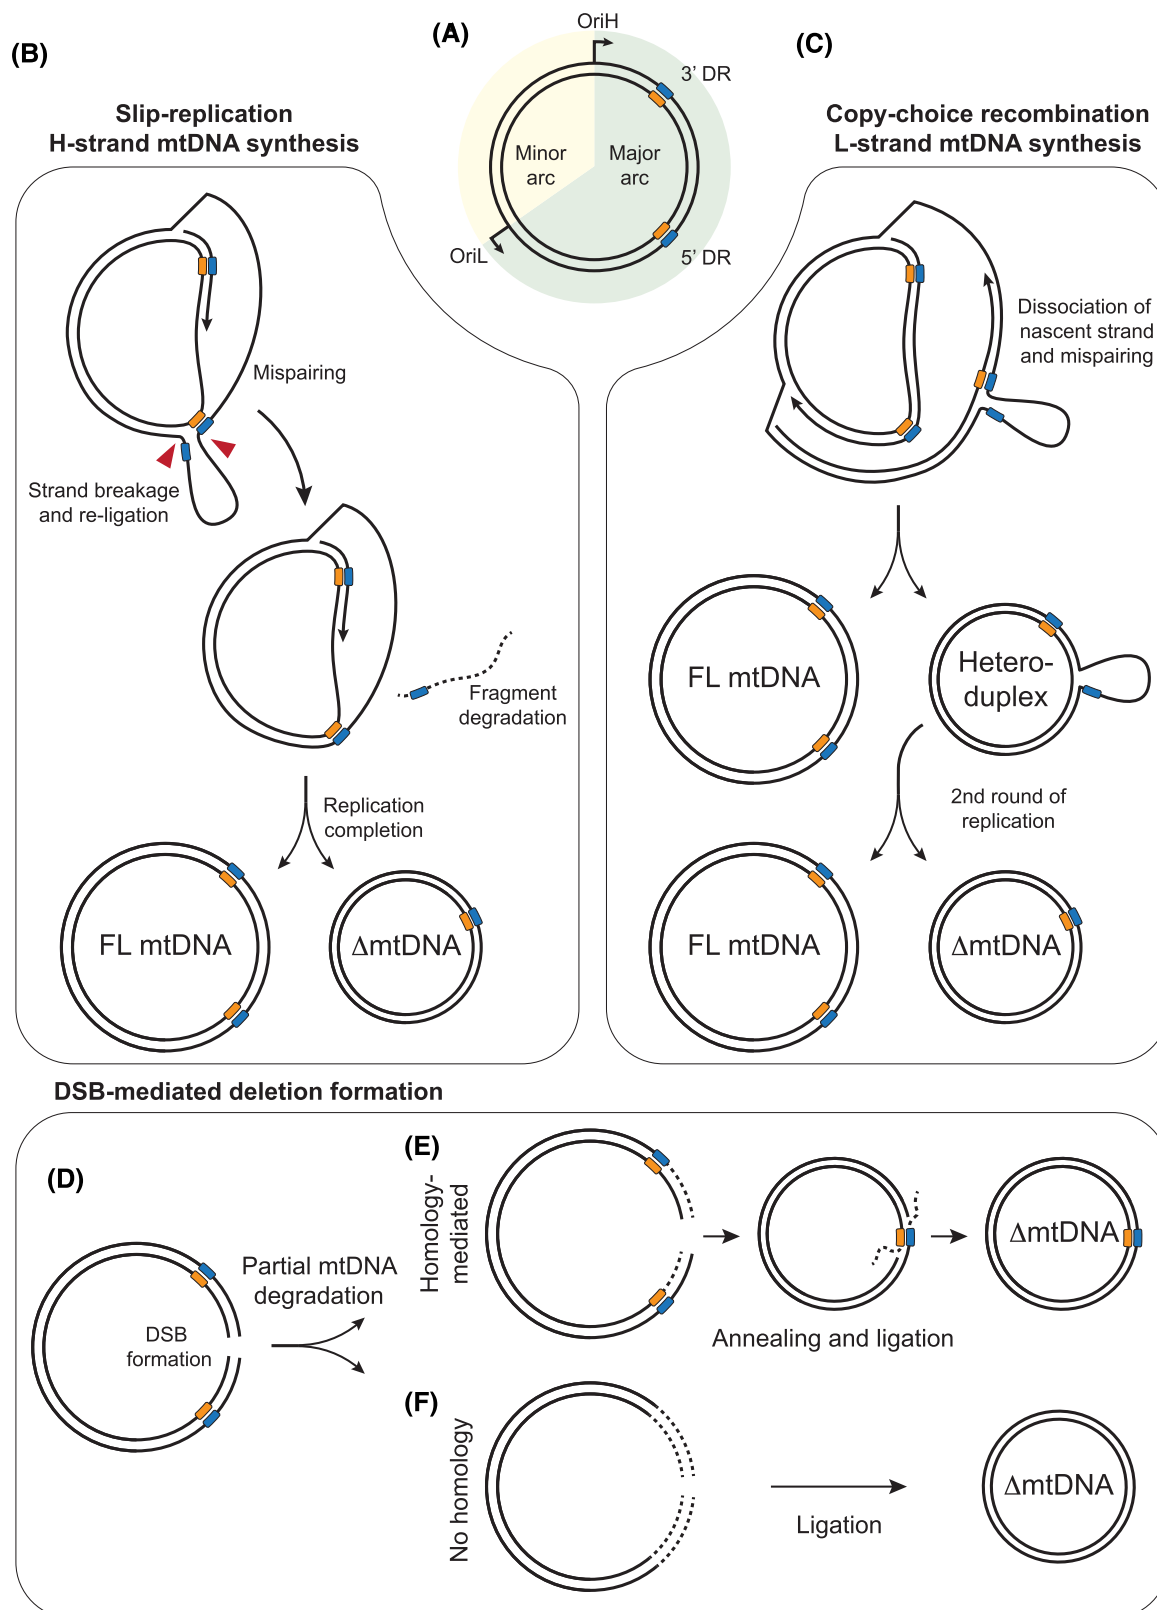 (A)
OriH
3’ DR
Minor
arc
Major
arc
OriL
5’ DR
(B)
Slip-replication
H-strand mtDNA synthesis
Mispairing
Strand breakage
and re-ligation
Fragment
degradation
Replication
completion
FL mtDNA
ΔmtDNA
(C)
Copy-choice recombination
L-strand mtDNA synthesis
Dissociation of
nascent strand
and mispairing
FL mtDNA
Hetero-
duplex
2nd round of
replication
FL mtDNA
ΔmtDNA
DSB-mediated deletion formation
(D)
DSB
formation
Partial mtDNA
degradation
(E)
Homology-
mediated
Annealing and ligation
ΔmtDNA
(F)
No homology
Ligation
ΔmtDNA